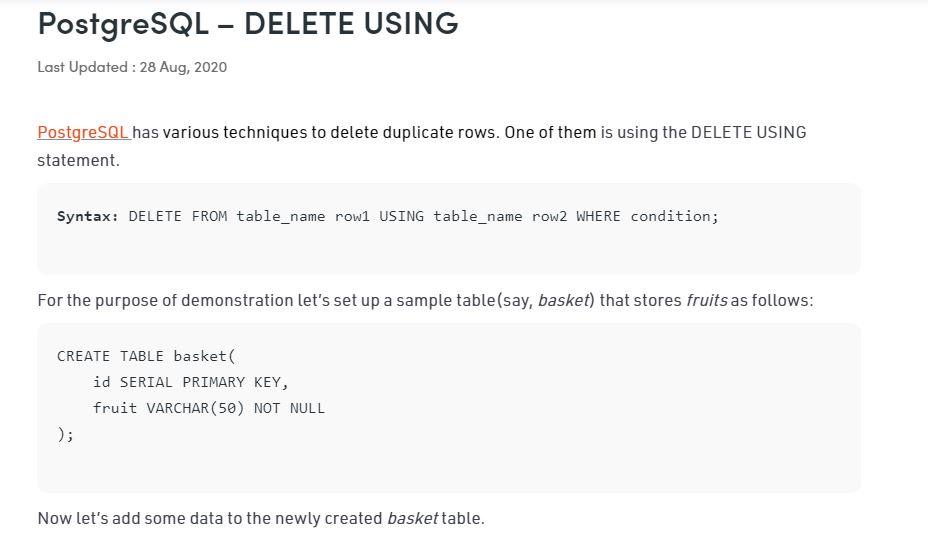 PostgreSQL – DELETE USING
Last Updated : 28 Aug, 2020
PostgreSQL has various techniques to delete duplicate rows. One of them is using the DELETE USING
statement.
Syntax: DELETE FROM table_name row1 USING table_name row2 WHERE condition;
For the purpose of demonstration let’s set up a sample table(say, basket) that stores fruits as follows:
CREATE TABLE basket(
    id SERIAL PRIMARY KEY,
    fruit VARCHAR(50) NOT NULL
);
Now let’s add some data to the newly created basket table.